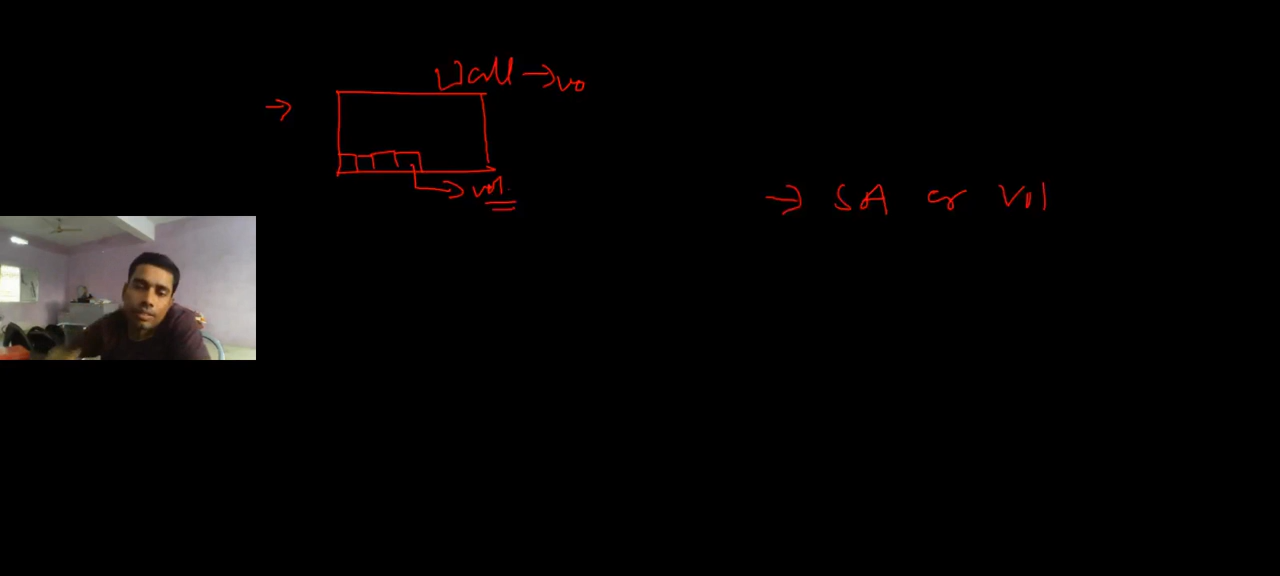 → Wall → vo
→ vol.
→ SA or Vol